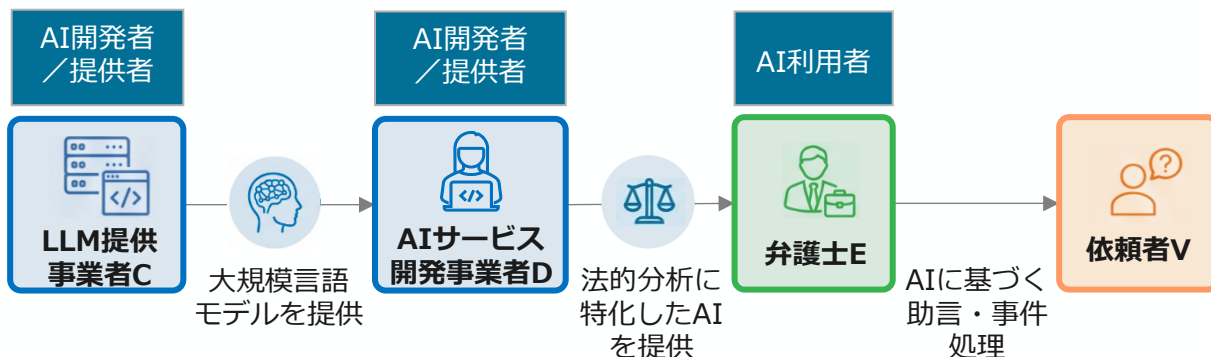 AI開発者
／提供者
AI開発者
／提供者
AI利用者
LLM提供
事業者C
大規模言語
モデルを提供
AIサービス
開発事業者D
法的分析に
特化したAI
を提供
弁護士E
AIに基づく
助言・事件
処理
依頼者V